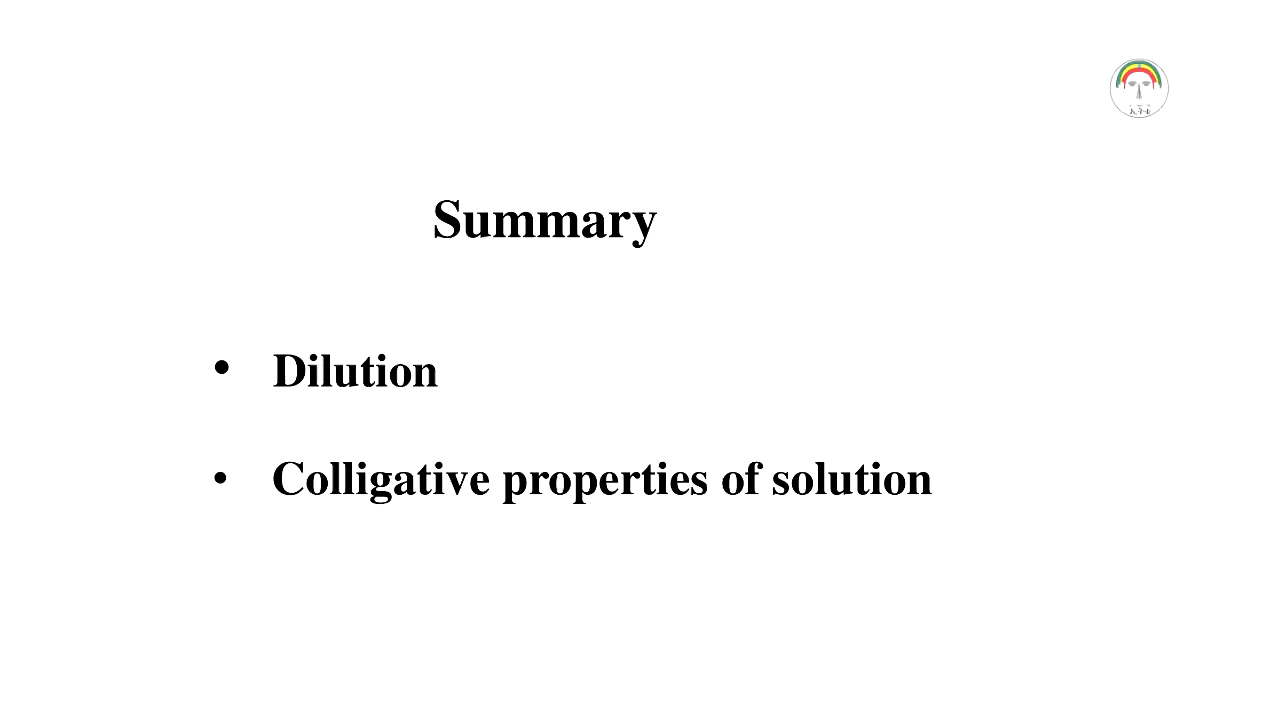 Summary
• Dilution
• Colligative properties of solution